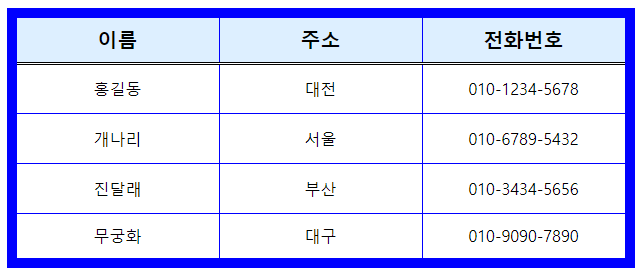 이름 주소 전화번호
홍길동 대전 010-1234-5678
개나리 서울 010-6789-5432
진달래 부산 010-3434-5656
무궁화 대구 010-9090-7890